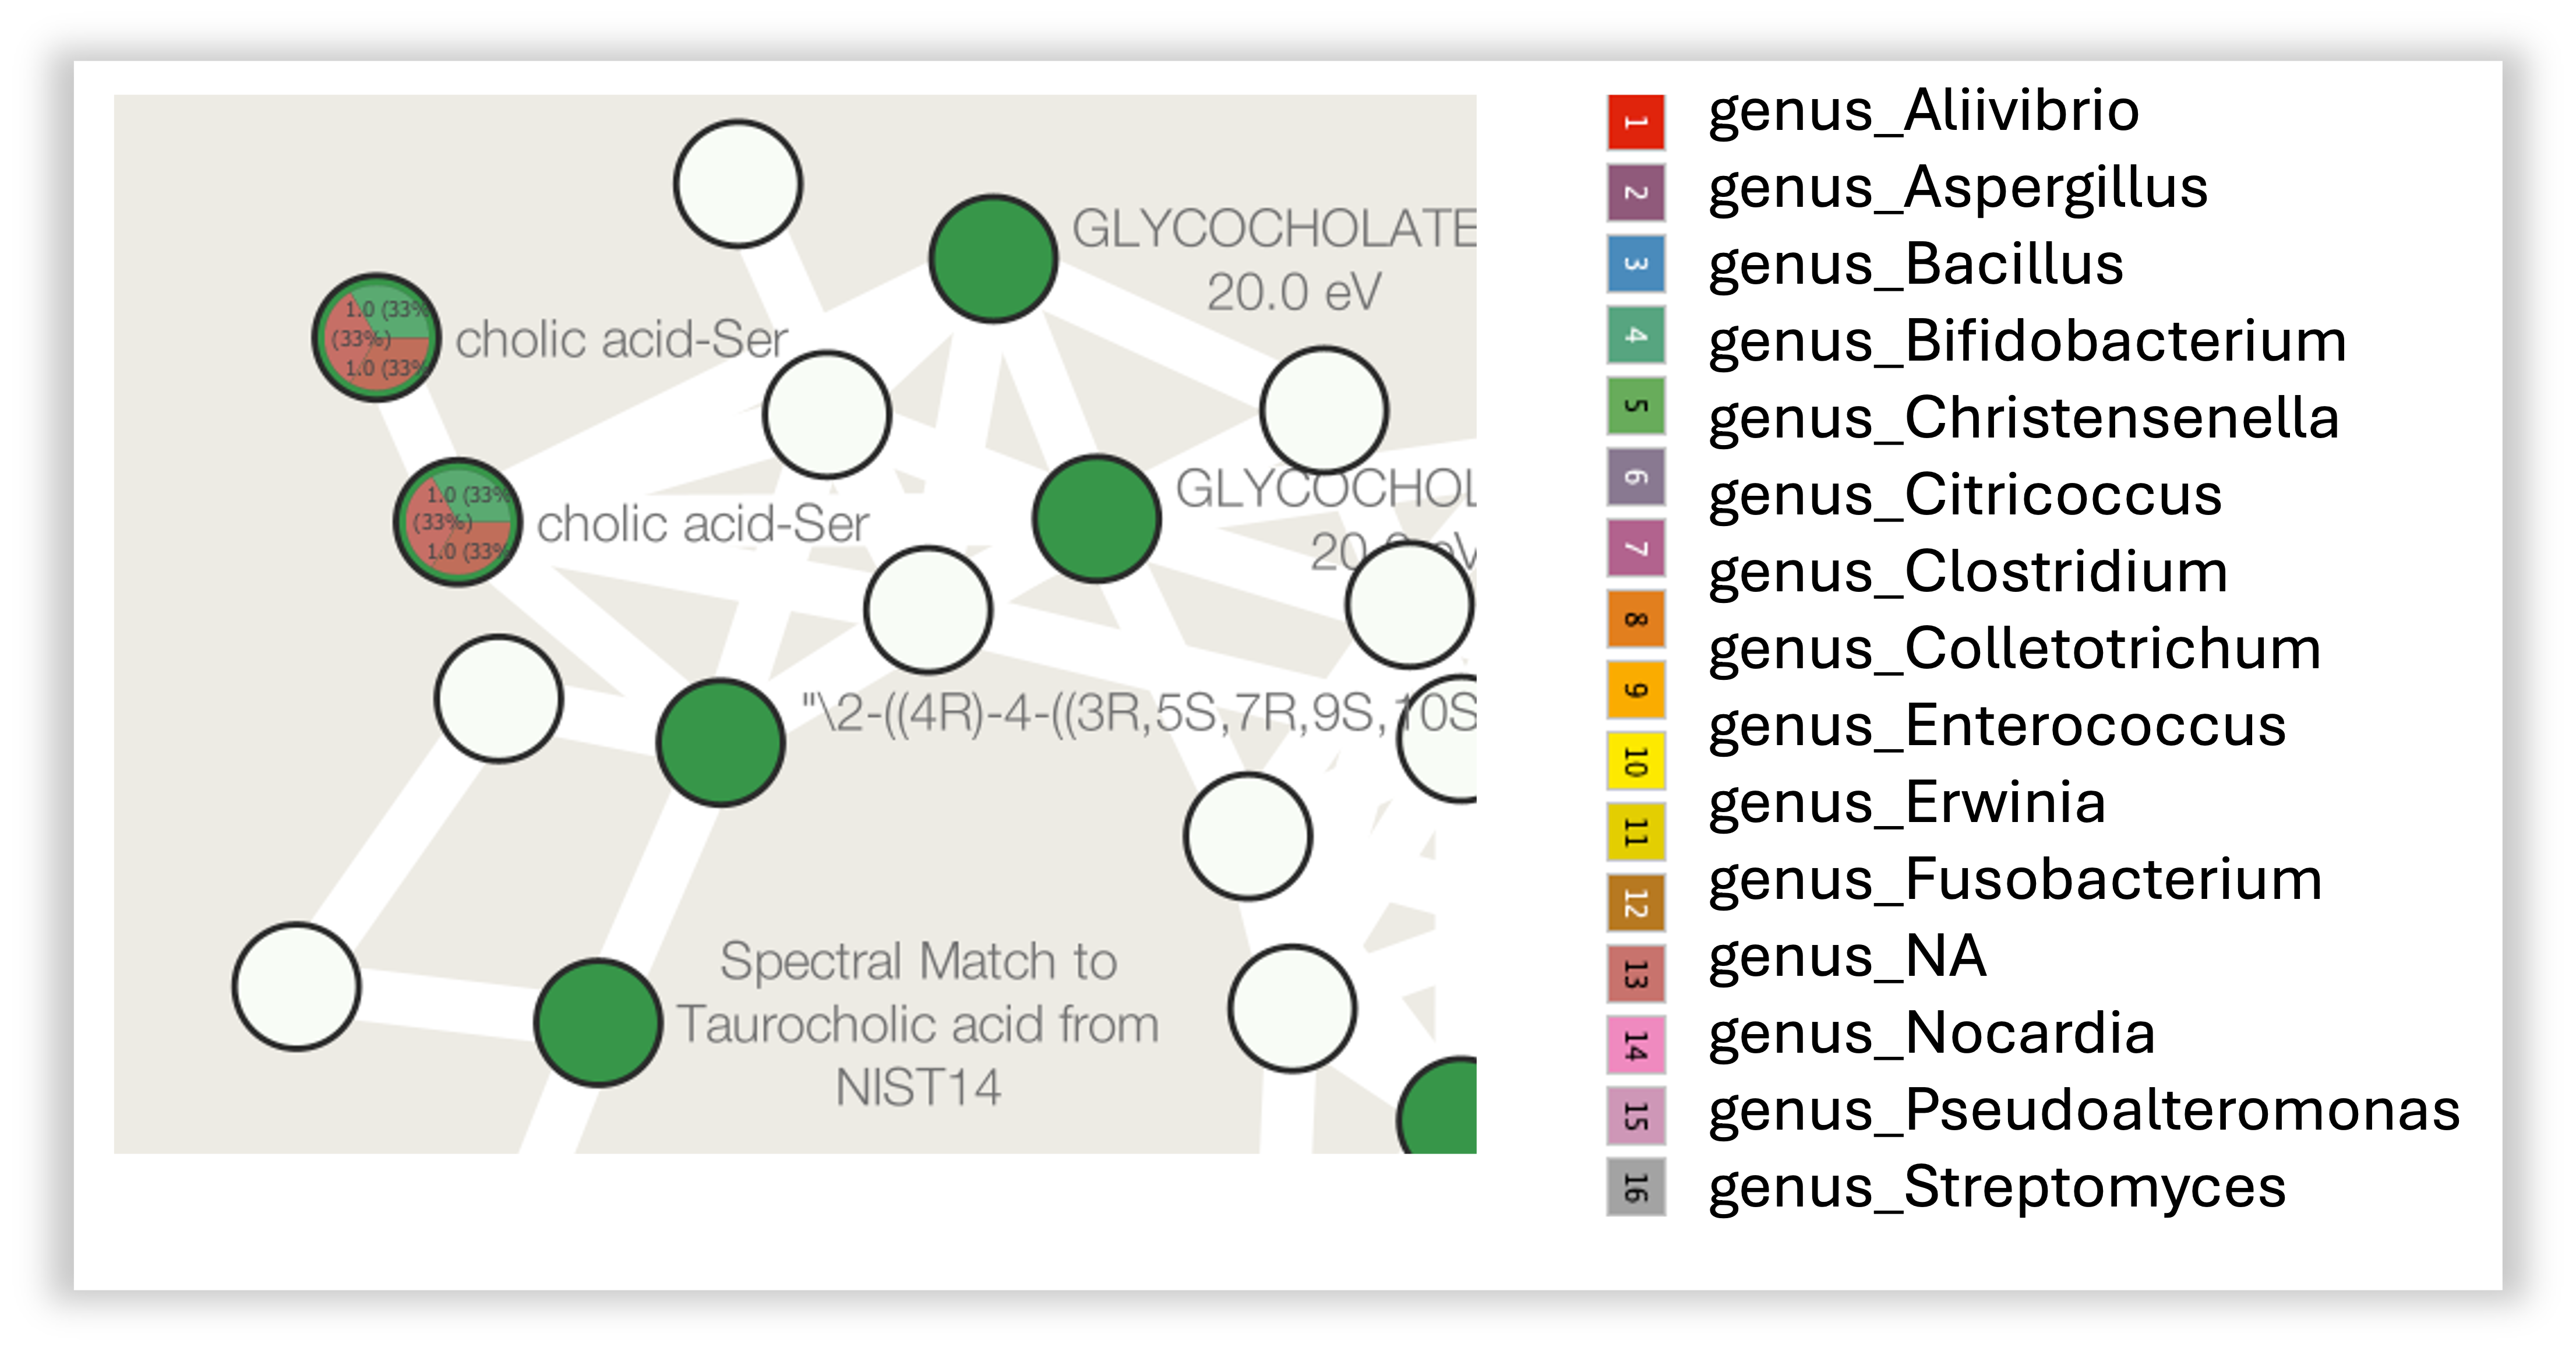 GLYCOCHOLATE
20.0 eV
1.0 (33%
(33%)
1.0 (33%
cholic acid-Ser
1.0 (33%
(33%)
1.0 (33%
cholic acid-Ser
GLYCOCHOL
"\2-((4R)-4-((3R,5S,7R,9S,10S
Spectral Match to
Taurocholic acid from
NIST14
1 genus_Aliivibrio
2 genus_Aspergillus
3 genus_Bacillus
4 genus_Bifidobacterium
5 genus_Christensenella
6 genus_Citricoccus
7 genus_Clostridium
8 genus_Colletotrichum
9 genus_Enterococcus
10 genus_Erwinia
11 genus_Fusobacterium
12 genus_NA
13 genus_Nocardia
14 genus_Pseudoalteromonas
15 genus_Streptomyces
16